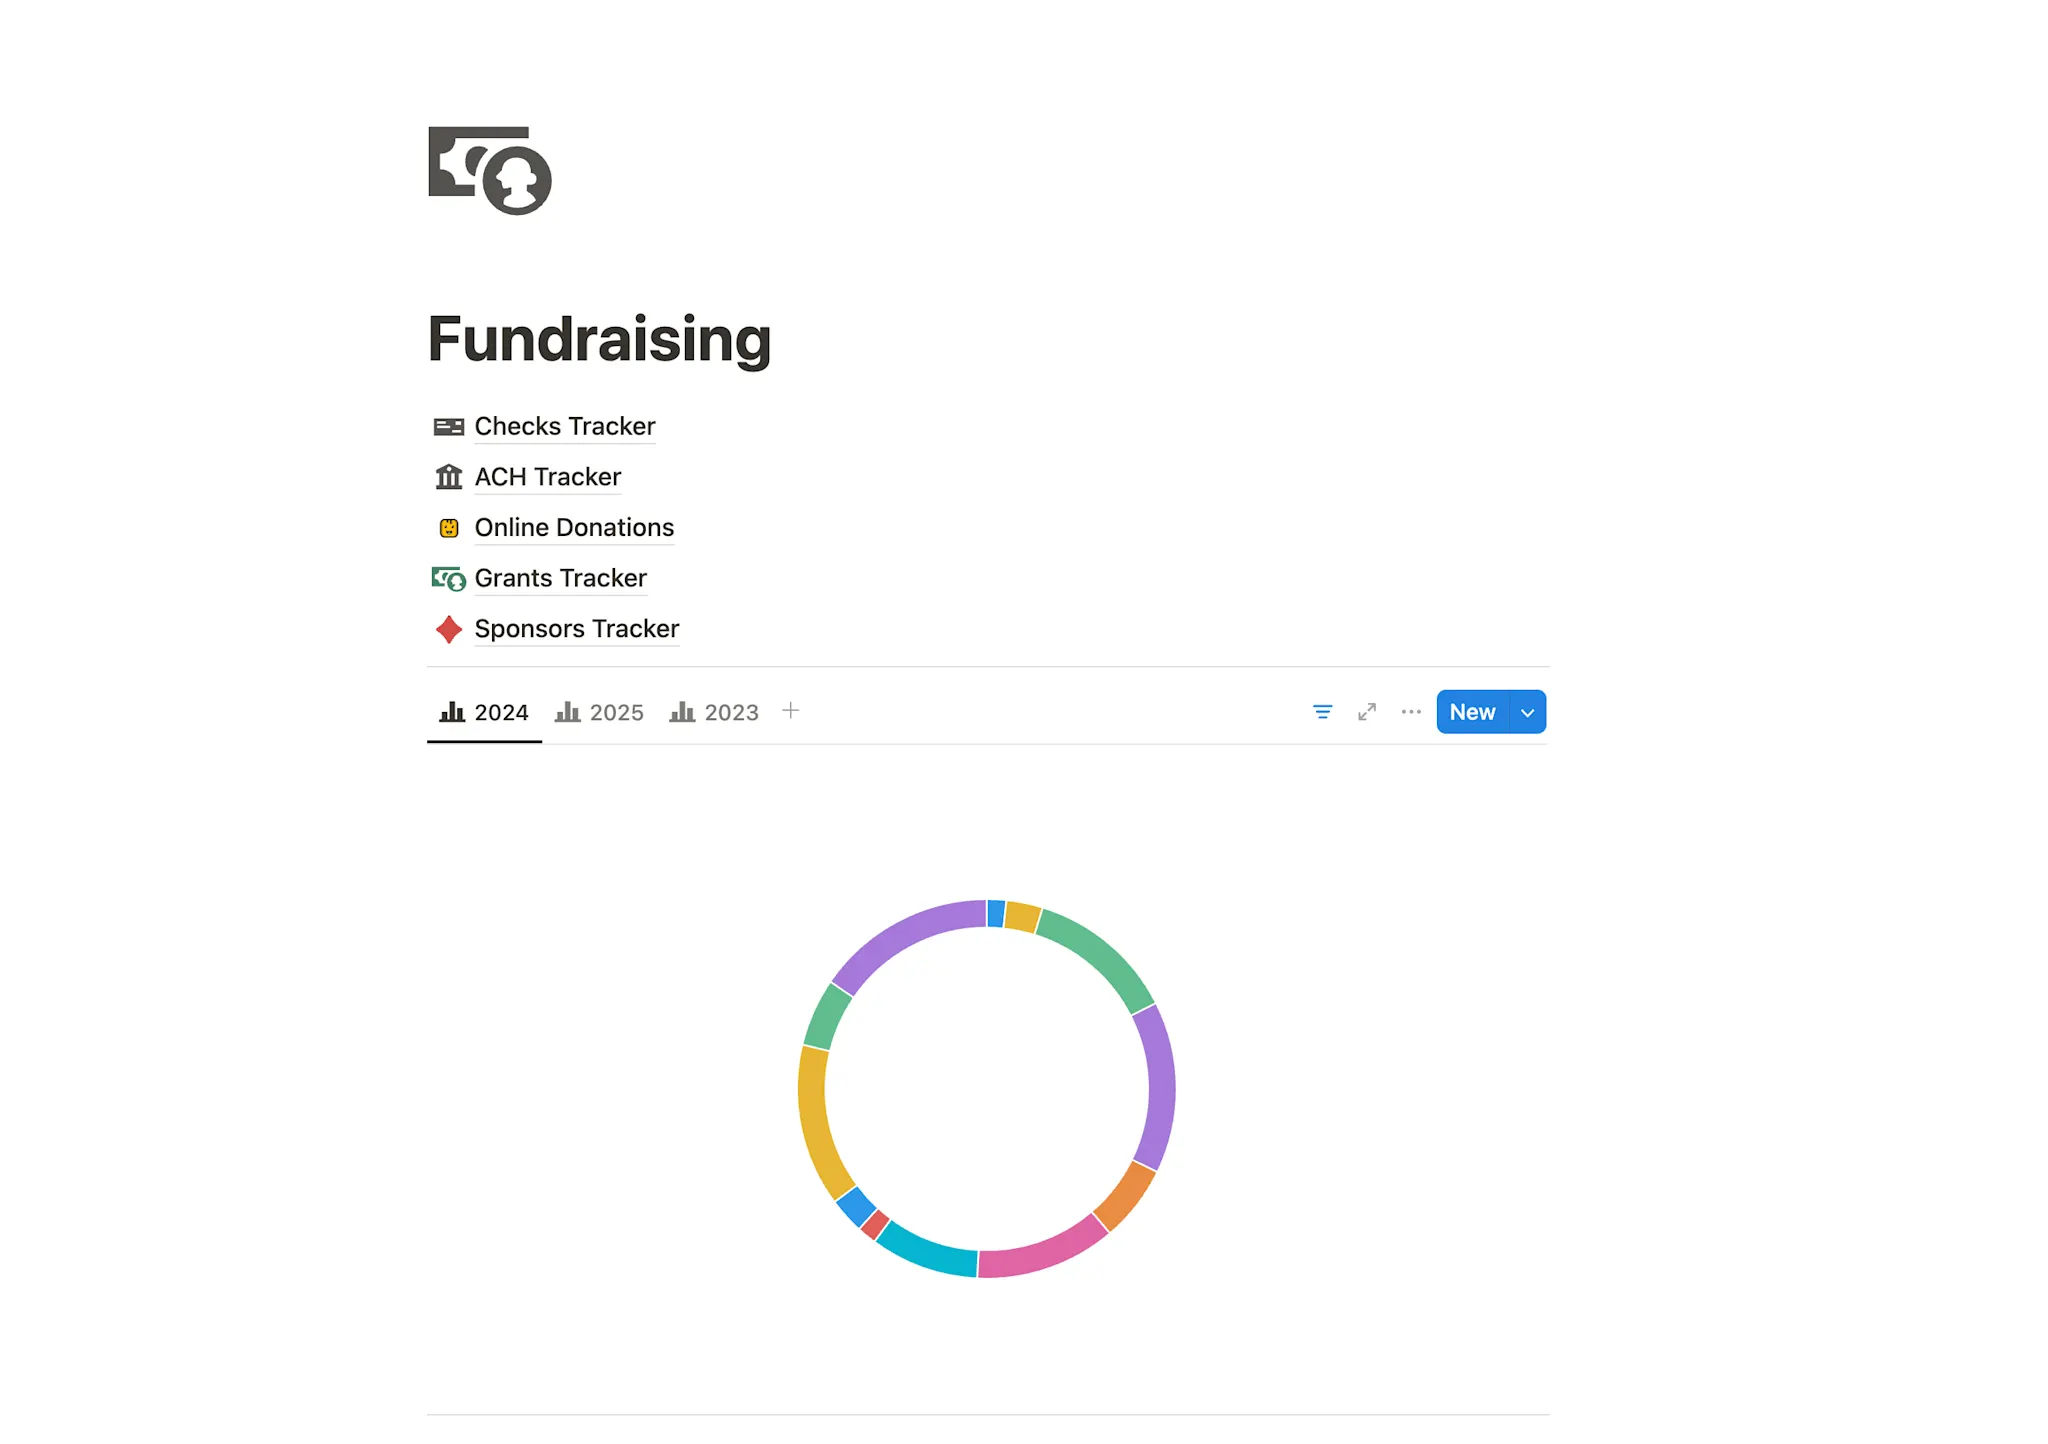 Fundraising
Checks Tracker
ACH Tracker
Online Donations
Grants Tracker
Sponsors Tracker
2024 2025 2023 New